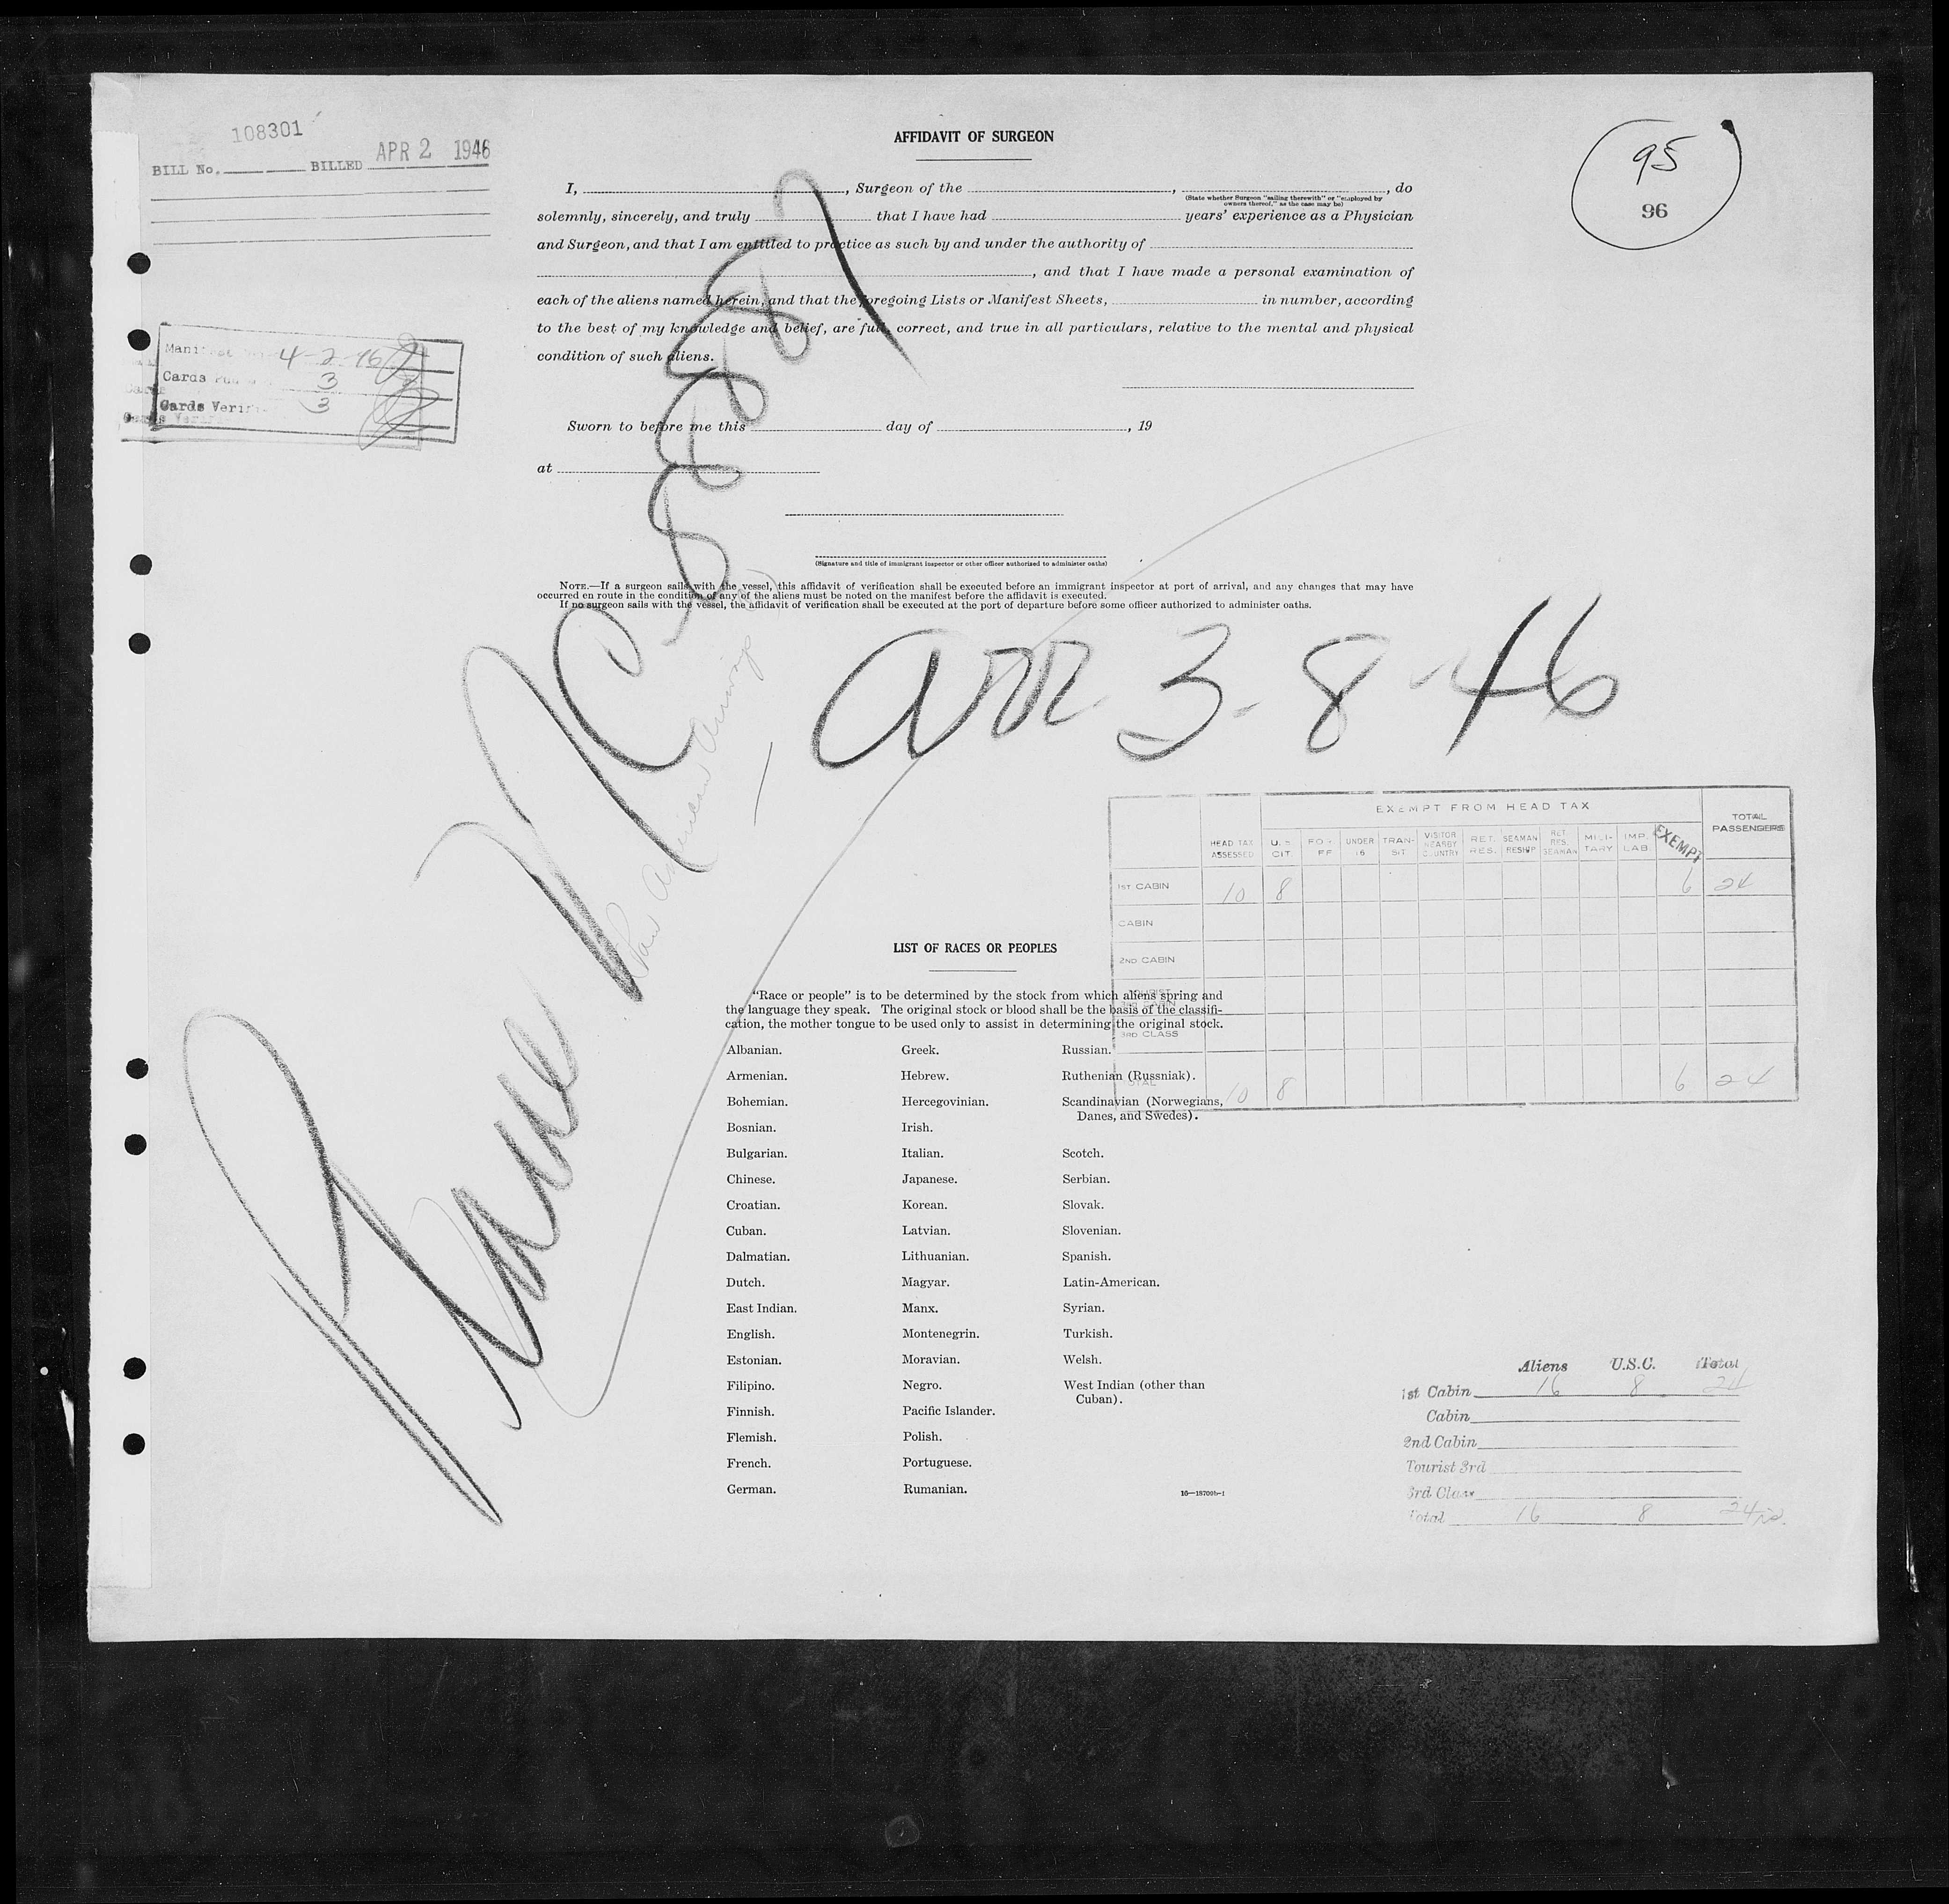 108301
BILL No. BILLED APR 2 1946
AFFIDAVIT OF SURGEON
95
96
I, , Surgeon of the , , do
(State whether Surgeon "sailing therewith" or "employed by
owners thereof," as the case may be)
solemnly, sincerely, and truly that I have had years' experience as a Physician
and Surgeon, and that I am entitled to practice as such by and under the authority of
, and that I have made a personal examination of
each of the aliens named herein, and that the foregoing Lists or Manifest Sheets, in number, according
to the best of my knowledge and belief, are full, correct, and true in all particulars, relative to the mental and physical
condition of such aliens.
4-2-46
Cards 3
Cards Verif 3
Sworn to before me this day of , 19
at
(Signature and title of immigrant inspector or other officer authorized to administer oaths)
NOTE.—If a surgeon sails with the vessel, this affidavit of verification shall be executed before an immigrant inspector at port of arrival, and any changes that may have
occurred en route in the condition of any of the aliens must be noted on the manifest before the affidavit is executed.
If no surgeon sails with the vessel, the affidavit of verification shall be executed at the port of departure before some officer authorized to administer oaths.
Plane NC-88887
Pan American Airways
— arr 3-8-46
EXEMPT FROM HEAD TAX
HEAD TAX ASSESSED U.S. CIT UNDER 16 TRANSIT VISITOR NEARBY COUNTRY RET. RES. SEAMAN RESHIP RET. RES. SEAMAN MILITARY IMP. LAB. EXEMPT TOTAL PASSENGERS
1ST CABIN 10 8 6 24
CABIN
2ND CABIN
TOURIST
3RD CABIN
3RD CLASS
TOTAL 10 8 6 24
LIST OF RACES OR PEOPLES
"Race or people" is to be determined by the stock from which aliens spring and
the language they speak. The original stock or blood shall be the basis of the classifi-
cation, the mother tongue to be used only to assist in determining the original stock.
Albanian. Greek. Russian.
Armenian. Hebrew. Ruthenian (Russniak).
Bohemian. Hercegovinian. Scandinavian (Norwegians,
Danes, and Swedes).
Bosnian. Irish.
Bulgarian. Italian. Scotch.
Chinese. Japanese. Serbian.
Croatian. Korean. Slovak.
Cuban. Latvian. Slovenian.
Dalmatian. Lithuanian. Spanish.
Dutch. Magyar. Latin-American.
East Indian. Manx. Syrian.
English. Montenegrin. Turkish.
Estonian. Moravian. Welsh.
Filipino. Negro. West Indian (other than
Cuban).
Finnish. Pacific Islander.
Flemish. Polish.
French. Portuguese.
German. Rumanian.
16—18700b-1
Aliens U.S.C. Total
1st Cabin 16 8 24
Cabin
2nd Cabin
Tourist 3rd
3rd Class
Total 16 8 24